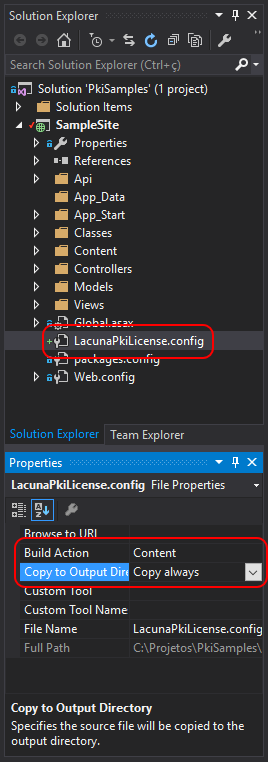 Solution Explorer
Search Solution Explorer (Ctrl+ç)
Solution 'PkiSamples' (1 project)
Solution Items
SampleSite
Properties
References
Api
App_Data
App_Start
Classes
Content
Controllers
Models
Views
Global.asax
LacunaPkiLicense.config
packages.config
Web.config
Solution Explorer Team Explorer
Properties
LacunaPkiLicense.config File Properties
Browse to URL
Build Action Content
Copy to Output Dire Copy always
Custom Tool
Custom Tool Name
File Name LacunaPkiLicense.config
Full Path C:\Projetos\PkiSamples\
Copy to Output Directory
Specifies the source file will be copied to the
output directory.